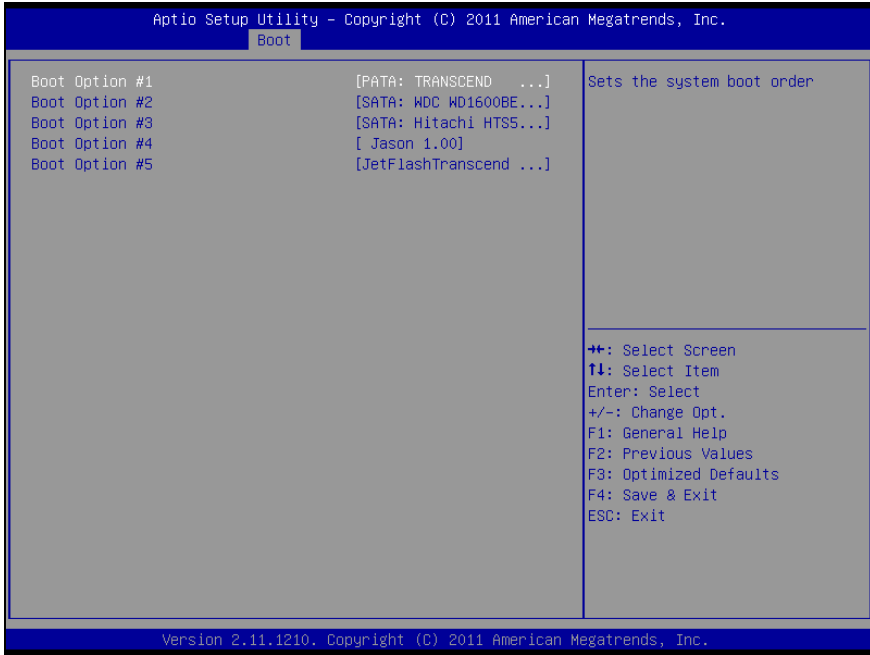 Aptio Setup Utility – Copyright (C) 2011 American Megatrends, Inc.
Boot
Boot Option #1 [PATA: TRANSCEND ...]
Boot Option #2 [SATA: WDC WD1600BE...]
Boot Option #3 [SATA: Hitachi HTS5...]
Boot Option #4 [ Jason 1.00]
Boot Option #5 [JetFlashTranscend ...]
Sets the system boot order
→←: Select Screen
↑↓: Select Item
Enter: Select
+/-: Change Opt.
F1: General Help
F2: Previous Values
F3: Optimized Defaults
F4: Save & Exit
ESC: Exit
Version 2.11.1210. Copyright (C) 2011 American Megatrends, Inc.